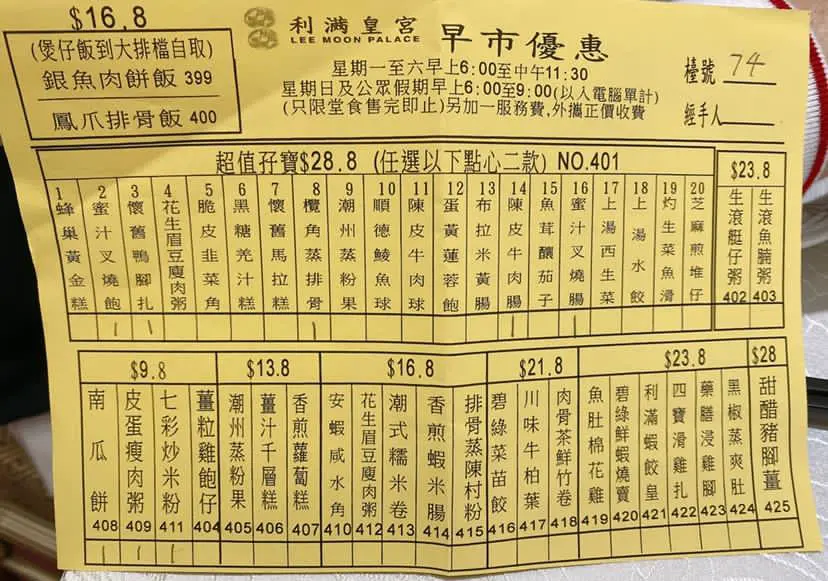 $16.8
(煲仔飯到大排檔自取)
銀魚肉餅飯 399
鳳爪排骨飯 400
利滿皇宮
LEE MOON PALACE
早市優惠
星期一至六早上6:00至中午11:30
星期日及公眾假期早上6:00至9:00(以入電腦單計)
(只限堂食售完即止)另加一服務費,外攜正價收費
檯號 74
經手人
超值孖寶$28.8 (任選以下點心二款) NO.401
1 蜂巢黃金糕
2 蜜汁叉燒飽
3 懷舊鴨腳扎
4 花生眉豆廋肉粥
5 脆皮韭菜角
6 黑糖羌汁糕
7 懷舊馬拉糕
8 欖角蒸排骨
9 潮州蒸粉果
10 順德鯪魚球
11 陳皮牛肉球
12 蛋黃蓮蓉飽
13 布拉米黃腸
14 陳皮牛肉腸
15 魚茸釀茄子
16 蜜汁叉燒腸
17 上湯西生菜
18 上湯水餃
19 灼生菜魚滑
20 芝麻煎堆仔
$23.8
生滾艇仔粥 402
生滾魚腩粥 403
$9.8
南瓜餅 408
皮蛋瘦肉粥 409
七彩炒米粉 411
薑粒雞飽仔 404
$13.8
潮州蒸粉果 405
薑汁千層糕 406
香煎蘿蔔糕 407
$16.8
安蝦咸水角 410
花生眉豆廋肉粥 412
潮式糯米卷 413
香煎蝦米腸 414
排骨蒸陳村粉 415
$21.8
碧綠菜苗餃 416
川味牛柏葉 417
肉骨茶鮮竹卷 418
$23.8
魚肚棉花雞 419
碧綠鮮蝦燒賣 420
利滿蝦餃皇 421
四寶滑雞扎 422
藥膳浸雞腳 423
黑椒蒸爽肚 424
$28
甜醋豬腳薑 425